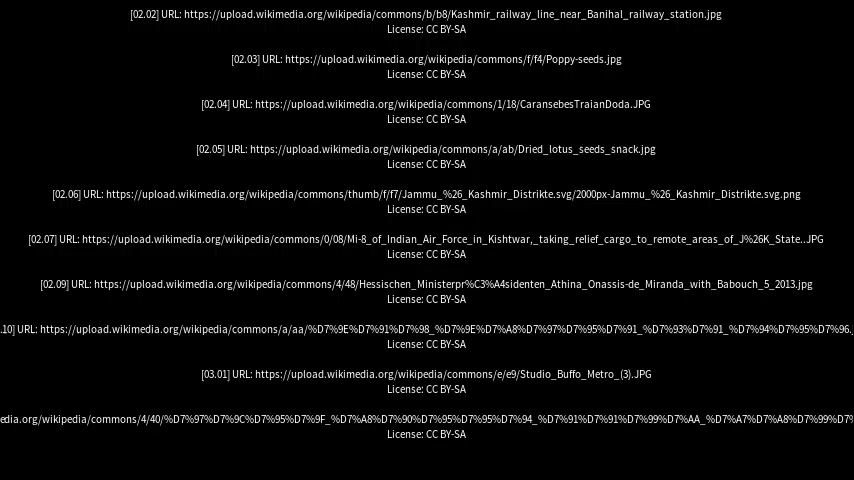 [02.02] URL: https://upload.wikimedia.org/wikipedia/commons/b/b8/Kashmir_railway_line_near_Banihal_railway_station.jpg
License: CC BY-SA
[02.03] URL: https://upload.wikimedia.org/wikipedia/commons/f/f4/Poppy-seeds.jpg
License: CC BY-SA
[02.04] URL: https://upload.wikimedia.org/wikipedia/commons/1/18/CaransebesTraianDoda.JPG
License: CC BY-SA
[02.05] URL: https://upload.wikimedia.org/wikipedia/commons/a/ab/Dried_lotus_seeds_snack.jpg
License: CC BY-SA
[02.06] URL: https://upload.wikimedia.org/wikipedia/commons/thumb/f/f7/Jammu_%26_Kashmir_Distrikte.svg/2000px-Jammu_%26_Kashmir_Distrikte.svg.png
License: CC BY-SA
[02.07] URL: https://upload.wikimedia.org/wikipedia/commons/0/08/Mi-8_of_Indian_Air_Force_in_Kishtwar,_taking_relief_cargo_to_remote_areas_of_J%26K_State..JPG
License: CC BY-SA
[02.09] URL: https://upload.wikimedia.org/wikipedia/commons/4/48/Hessischen_Ministerpr%C3%A4sidenten_Athina_Onassis-de_Miranda_with_Babouch_5_2013.jpg
License: CC BY-SA
.10] URL: https://upload.wikimedia.org/wikipedia/commons/a/aa/%D7%9E%D7%91%D7%98_%D7%9E%D7%A8%D7%97%D7%95%D7%91_%D7%93%D7%91_%D7%94%D7%95%D7%96.j
License: CC BY-SA
[03.01] URL: https://upload.wikimedia.org/wikipedia/commons/e/e9/Studio_Buffo_Metro_(3).JPG
License: CC BY-SA
edia.org/wikipedia/commons/4/40/%D7%97%D7%9C%D7%95%D7%9F_%D7%A8%D7%90%D7%95%D7%95%D7%94_%D7%91%D7%91%D7%99%D7%AA_%D7%A7%D7%A8%D7%99%D7%
License: CC BY-SA